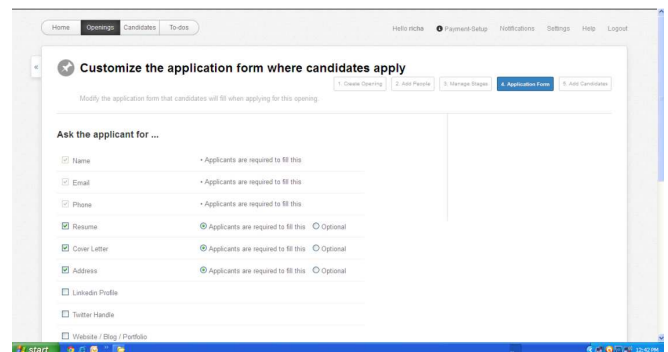 Home Openings Candidates To-dos
Hello richie Payment-Setup Notifications Settings Help Logout
Customize the application form where candidates apply
1. Create Opening 2. Add People 3. Manage Stages 4. Application Form 5. Add Candidates
Modify the application form that candidates will fill when applying for this opening.
Ask the applicant for ...
Name • Applicants are required to fill this
Email • Applicants are required to fill this
Phone • Applicants are required to fill this
Resume Applicants are required to fill this Optional
Cover Letter Applicants are required to fill this Optional
Address Applicants are required to fill this Optional
Linkedin Profile
Twitter Handle
Website / Blog / Portfolio
start 12:42 PM